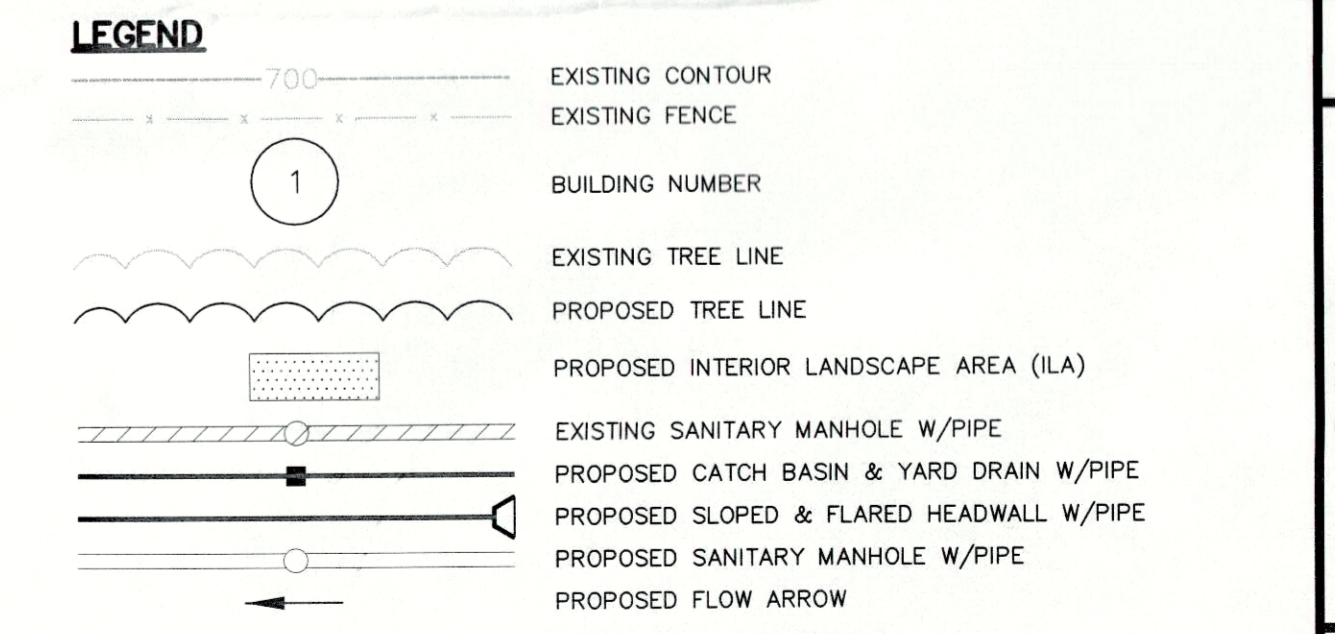 LEGEND
700 EXISTING CONTOUR
x x x x EXISTING FENCE
1 BUILDING NUMBER
EXISTING TREE LINE
PROPOSED TREE LINE
PROPOSED INTERIOR LANDSCAPE AREA (ILA)
EXISTING SANITARY MANHOLE W/PIPE
PROPOSED CATCH BASIN & YARD DRAIN W/PIPE
PROPOSED SLOPED & FLARED HEADWALL W/PIPE
PROPOSED SANITARY MANHOLE W/PIPE
PROPOSED FLOW ARROW